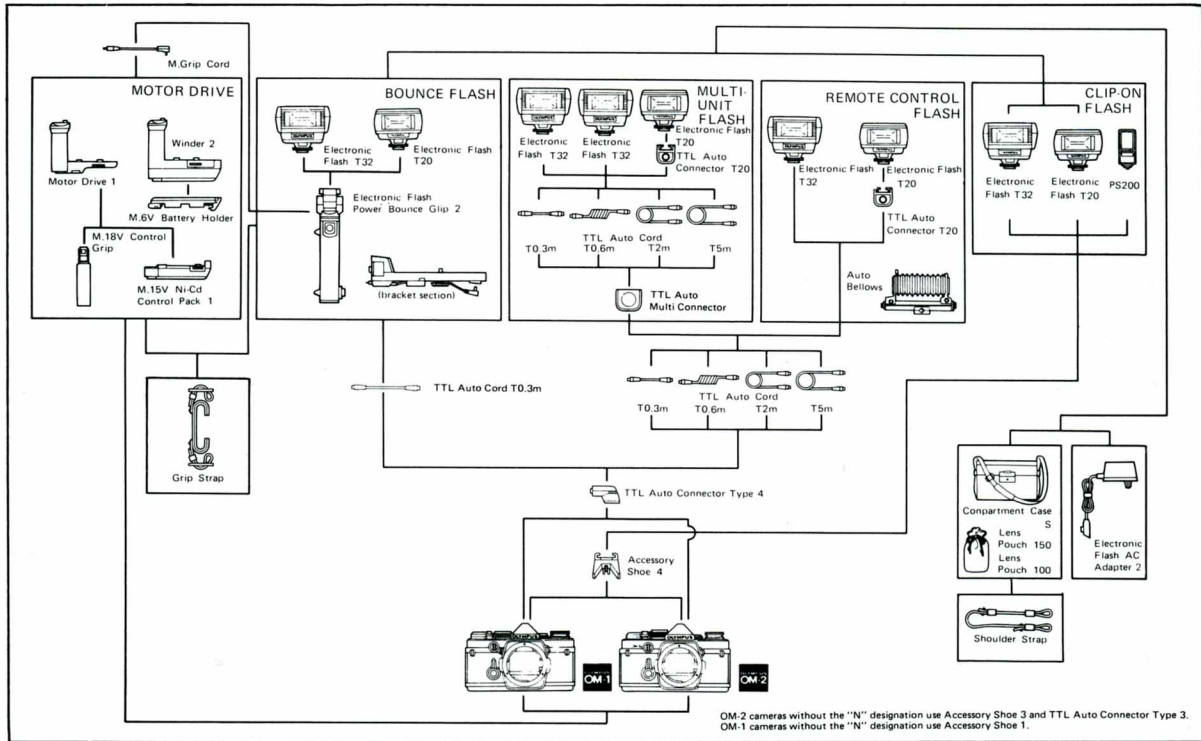 M.Grip Cord
MOTOR DRIVE
Winder 2
Motor Drive 1
M.6V Battery Holder
M.18V Control
Grip
M.15V Ni-Cd
Control Pack 1
Grip Strap
BOUNCE FLASH
Electronic
Flash T32
Electronic Flash
T20
Electronic Flash
Power Bounce Glip 2
(bracket section)
TTL Auto Cord T0.3m
MULTI-
UNIT
FLASH
Electronic
Flash T32
Electronic
Flash T32
Electronic Flash
T20
TTL Auto
Connector T20
TTL Auto Cord
T0.3m T0.6m T2m T5m
TTL Auto
Multi Connector
REMOTE CONTROL
FLASH
Electronic Flash
T32
Electronic Flash
T20
TTL Auto
Connector T20
Auto
Bellows
TTL Auto Cord
T0.3m T0.6m T2m T5m
CLIP-ON
FLASH
Electronic
Flash T32
Electronic
Flash T20
PS200
TTL Auto Connector Type 4
Accessory
Shoe 4
OLYMPUS
OM-1
OLYMPUS
OM-2
Conpartment Case
S
Lens
Pouch 150
Lens
Pouch 100
Shoulder Strap
Electronic
Flash AC
Adapter 2
OM-2 cameras without the "N" designation use Accessory Shoe 3 and TTL Auto Connector Type 3.
OM-1 cameras without the "N" designation use Accessory Shoe 1.